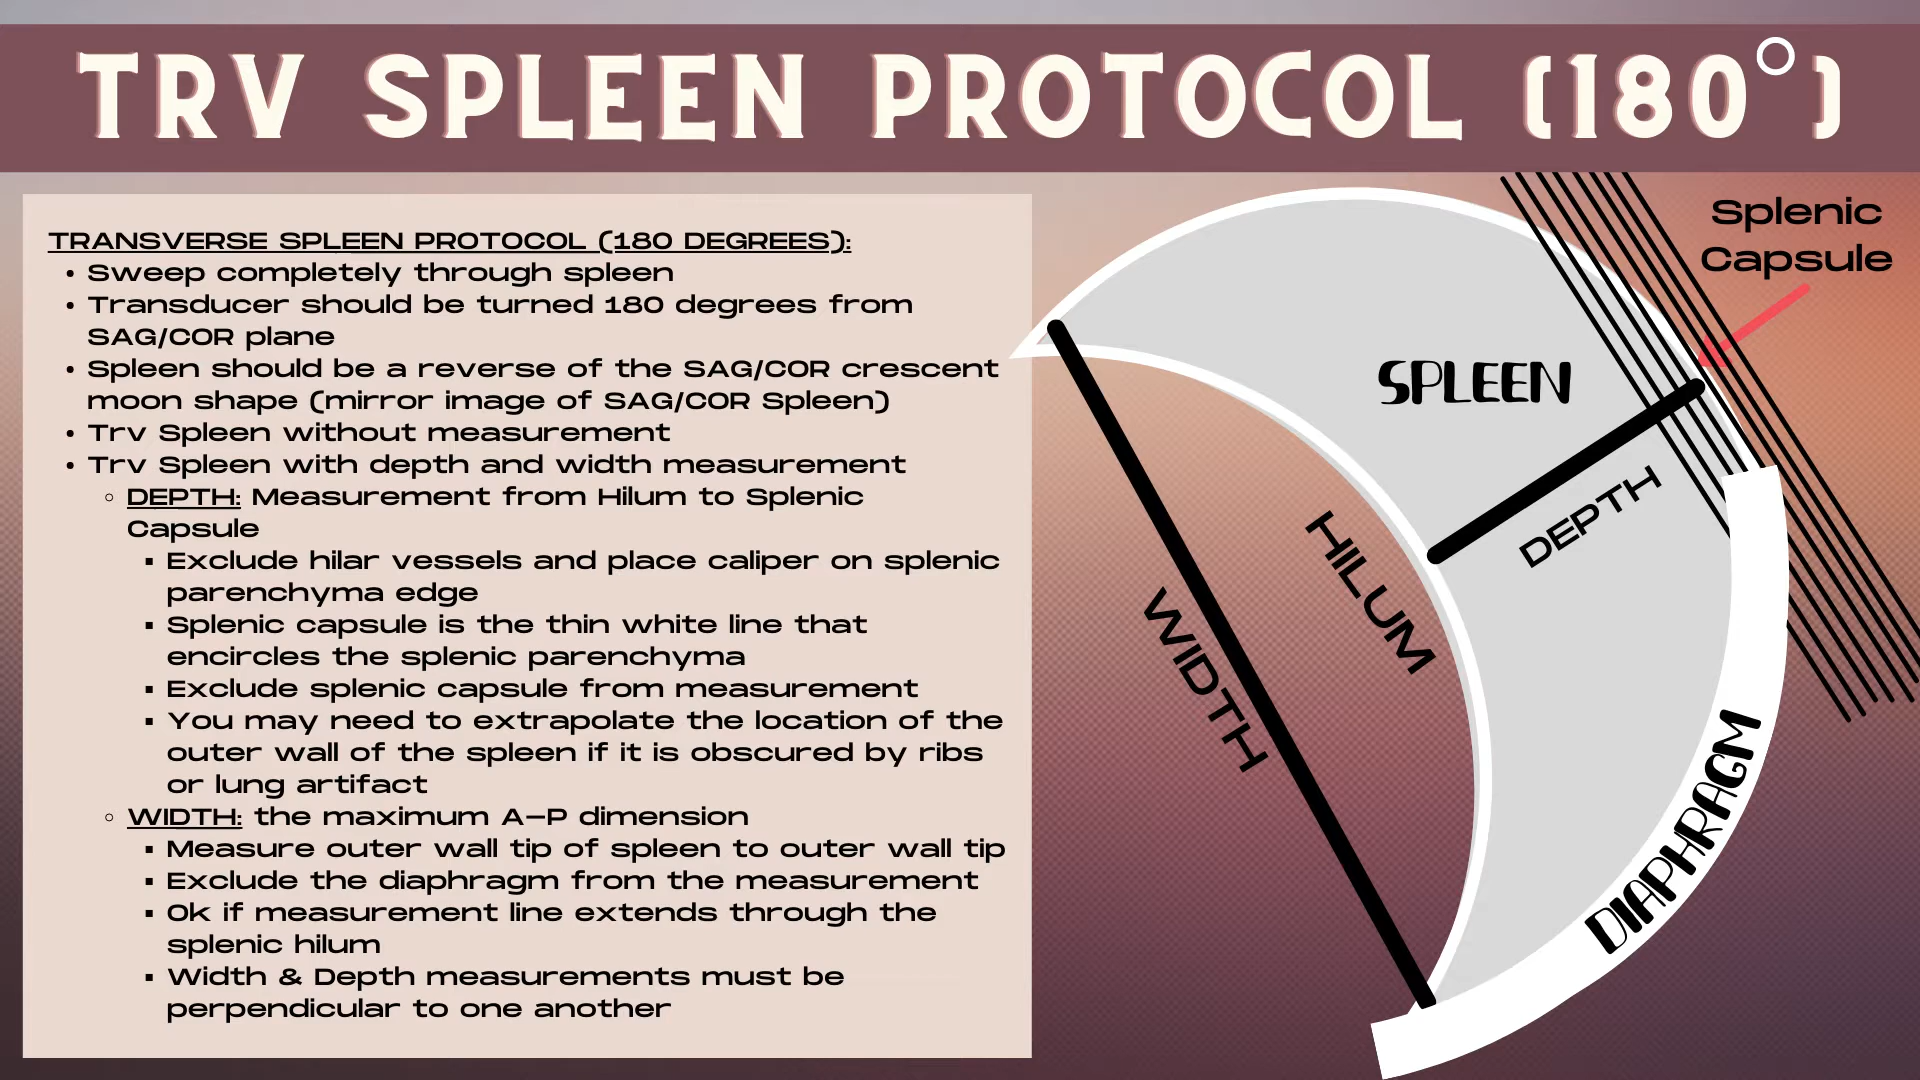 TRV SPLEEN PROTOCOL (180°)
TRANSVERSE SPLEEN PROTOCOL (180 DEGREES):
• Sweep completely through spleen
• Transducer should be turned 180 degrees from
SAG/COR plane
• Spleen should be a reverse of the SAG/COR crescent
moon shape (mirror image of SAG/COR Spleen)
• Trv Spleen without measurement
• Trv Spleen with depth and width measurement
◦ DEPTH: Measurement from Hilum to Splenic
Capsule
▪ Exclude hilar vessels and place caliper on splenic
parenchyma edge
▪ Splenic capsule is the thin white line that
encircles the splenic parenchyma
▪ Exclude splenic capsule from measurement
▪ You may need to extrapolate the location of the
outer wall of the spleen if it is obscured by ribs
or lung artifact
◦ WIDTH: the maximum A-P dimension
▪ Measure outer wall tip of spleen to outer wall tip
▪ Exclude the diaphragm from the measurement
▪ Ok if measurement line extends through the
splenic hilum
▪ Width & Depth measurements must be
perpendicular to one another
Splenic
Capsule
SPLEEN
DEPTH
HILUM
WIDTH
DIAPHRAGM